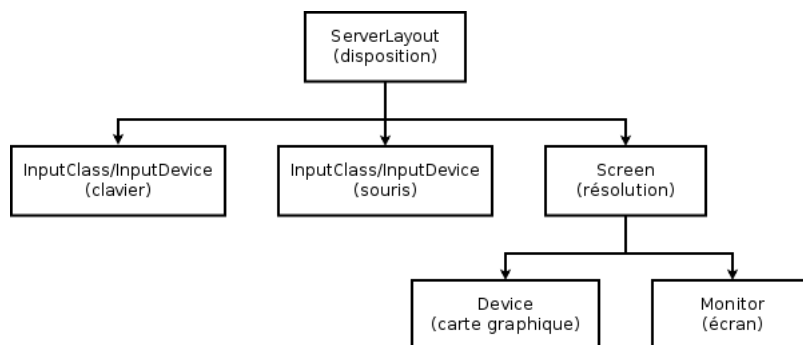 ServerLayout
(disposition)
InputClass/InputDevice
(clavier)
InputClass/InputDevice
(souris)
Screen
(résolution)
Device
(carte graphique)
Monitor
(écran)